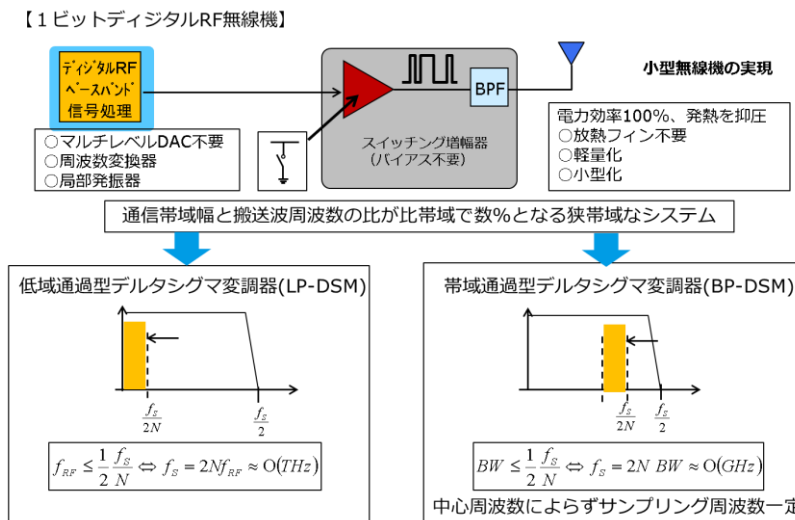 【１ビットディジタルRF無線機】
ディジタルRF
ベースバンド
信号処理
BPF
小型無線機の実現
○マルチレベルDAC不要
○周波数変換器
○局部発振器
スイッチング増幅器
（バイアス不要）
電力効率100％、発熱を抑圧
○放熱フィン不要
○軽量化
○小型化
通信帯域幅と搬送波周波数の比が比帯域で数%となる狭帯域なシステム
低域通過型デルタシグマ変調器(LP-DSM)
f_S/2N
f_S/2
f_RF ≤ 1/2 f_S/N ⇔ f_S = 2Nf_RF ≈ O(THz)
帯域通過型デルタシグマ変調器(BP-DSM)
f_S/2N
f_S/2
BW ≤ 1/2 f_S/N ⇔ f_S = 2N BW ≈ O(GHz)
中心周波数によらずサンプリング周波数一定